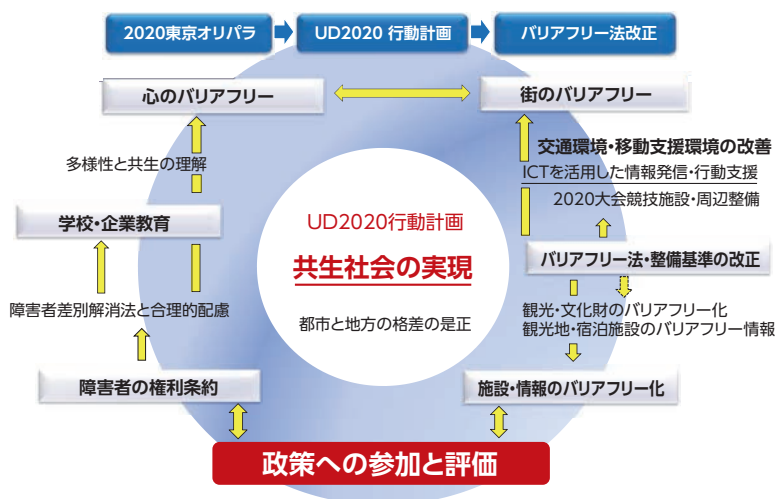 2020東京オリパラ
UD2020 行動計画
バリアフリー法改正
心のバリアフリー
街のバリアフリー
多様性と共生の理解
交通環境・移動支援環境の改善
ICTを活用した情報発信・行動支援
2020大会競技施設・周辺整備
学校・企業教育
UD2020行動計画
共生社会の実現
都市と地方の格差の是正
バリアフリー法・整備基準の改正
障害者差別解消法と合理的配慮
観光・文化財のバリアフリー化
観光地・宿泊施設のバリアフリー情報
障害者の権利条約
施設・情報のバリアフリー化
政策への参加と評価